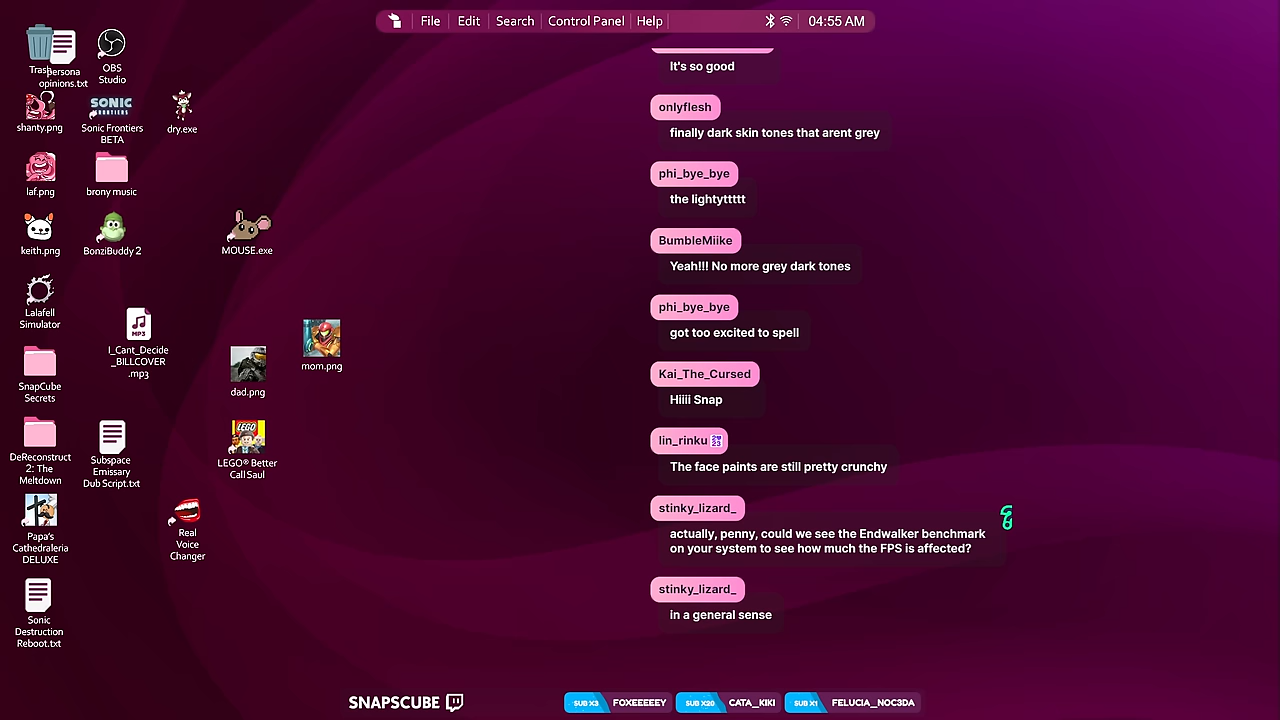 File Edit Search Control Panel Help 04:55 AM
Trash
persona
opinions.txt
OBS
Studio
shanty.png
SONIC
FRONTIERS
Sonic Frontiers
BETA
dry.exe
laf.png
brony music
keith.png
BonziBuddy 2
MOUSE.exe
Lalafell
Simulator
MP3
I_Cant_Decide
_BILLCOVER
.mp3
dad.png
mom.png
SnapCube
Secrets
DeReconstruct
2: The
Meltdown
Subspace
Emissary
Dub Script.txt
LEGO
LEGO® Better
Call Saul
Papa's
Cathedraleria
DELUXE
Real
Voice
Changer
Sonic
Destruction
Reboot.txt
It's so good
onlyflesh
finally dark skin tones that arent grey
phi_bye_bye
the lightyttttt
BumbleMiike
Yeah!!! No more grey dark tones
phi_bye_bye
got too excited to spell
Kai_The_Cursed
Hiiii Snap
lin_rinku
The face paints are still pretty crunchy
stinky_lizard_
actually, penny, could we see the Endwalker benchmark
on your system to see how much the FPS is affected?
stinky_lizard_
in a general sense
SNAPSCUBE
SUB X3 FOXEEEEEY SUB X20 CATA_KIKI SUB X1 FELUCIA_NOC3DA